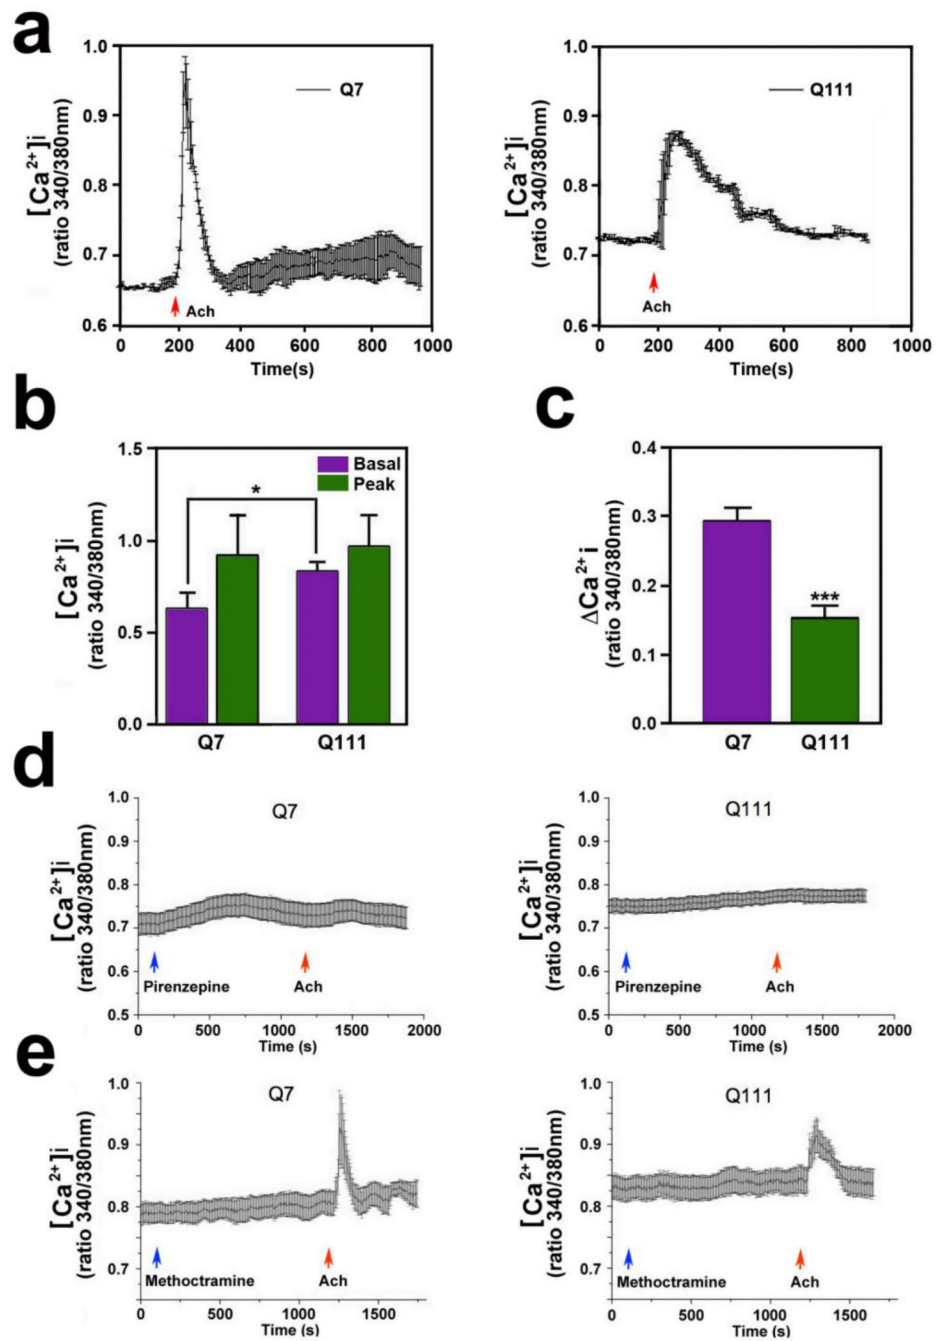 a
1.0
0.9
0.8
0.7
0.6
[Ca2+]i
(ratio 340/380nm)
Q7
Ach
0 200 400 600 800 1000
Time(s)
1.0
0.9
0.8
0.7
0.6
[Ca2+]i
(ratio 340/380nm)
Q111
Ach
0 200 400 600 800 1000
Time(s)
b
1.5
1.0
0.5
0.0
[Ca2+]i
(ratio 340/380nm)
Basal
Peak
*
Q7 Q111
c
0.4
0.3
0.2
0.1
0.0
ΔCa2+i
(ratio 340/380nm)
***
Q7 Q111
d
1.0
0.9
0.8
0.7
0.6
0.5
[Ca2+]i
(ratio 340/380nm)
Q7
Pirenzepine Ach
0 500 1000 1500 2000
Time (s)
1.0
0.9
0.8
0.7
0.6
0.5
[Ca2+]i
(ratio 340/380nm)
Q111
Pirenzepine Ach
0 500 1000 1500 2000
Time (s)
e
1.0
0.9
0.8
0.7
[Ca2+]i
(ratio 340/380nm)
Q7
Methoctramine Ach
0 500 1000 1500
Time (s)
1.0
0.9
0.8
0.7
[Ca2+]i
(ratio 340/380nm)
Q111
Methoctramine Ach
0 500 1000 1500
Time (s)